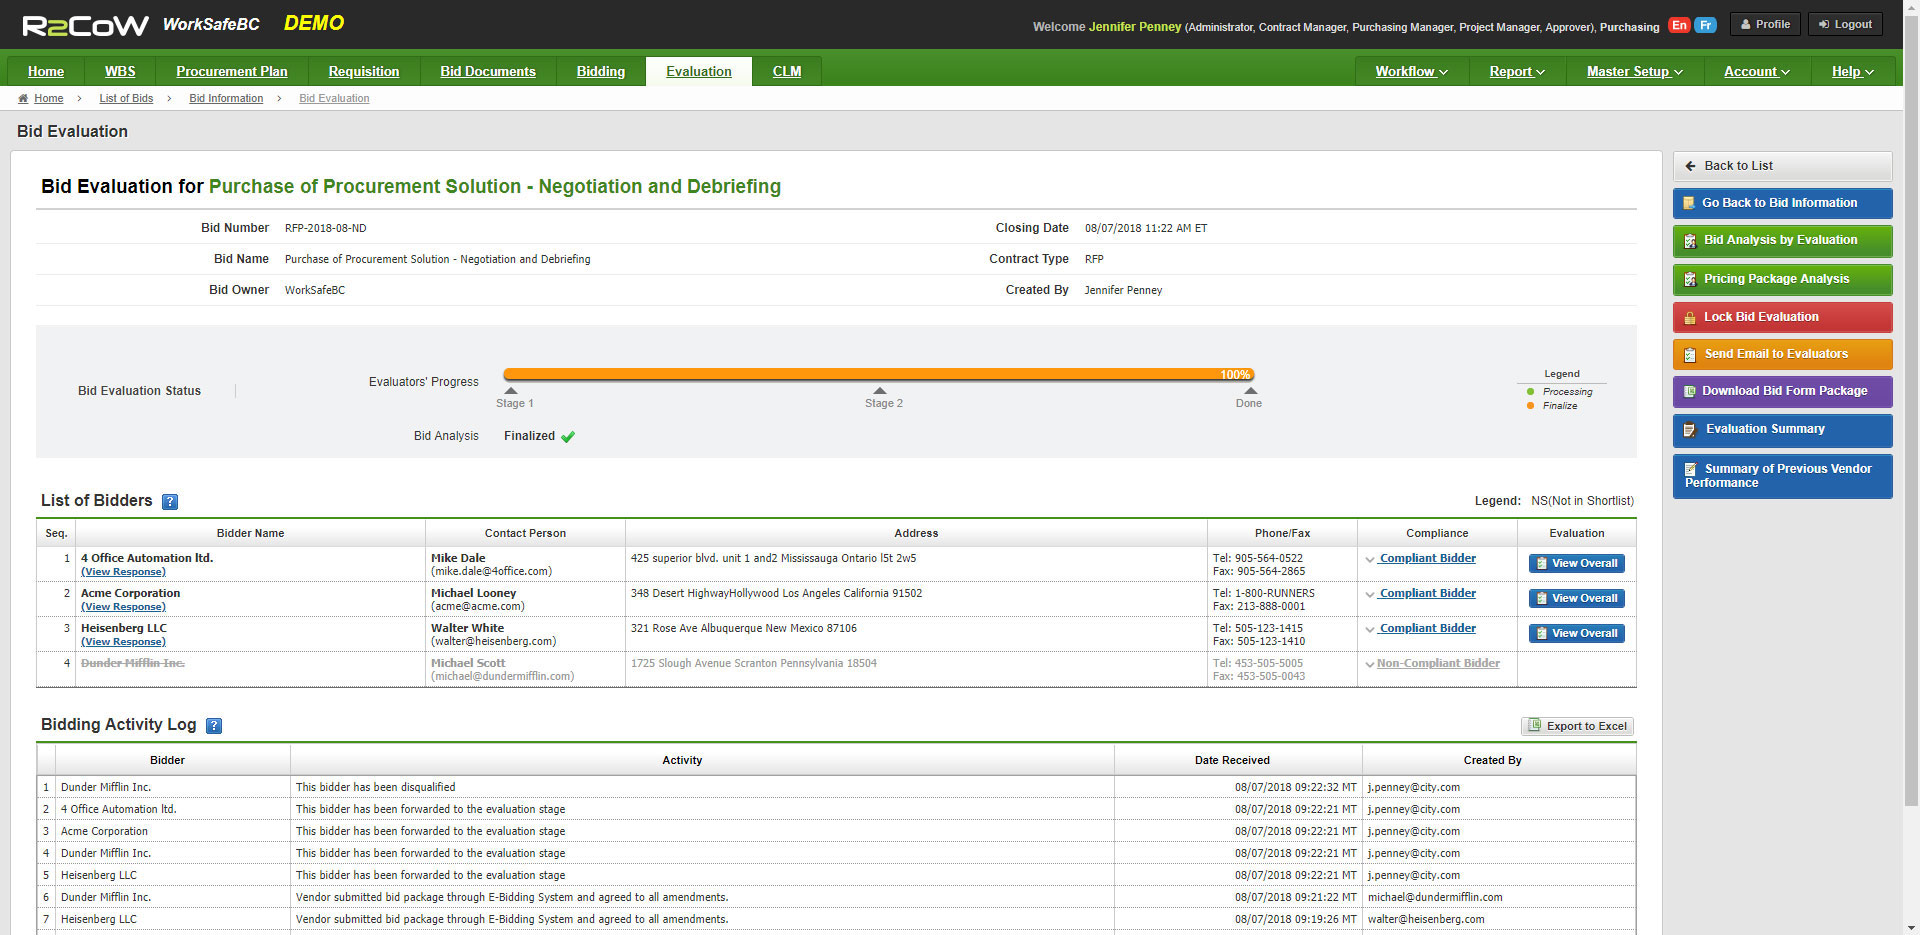 R2CoW WorkSafeBC DEMO
Welcome Jennifer Penney (Administrator, Contract Manager, Purchasing Manager, Project Manager, Approver), Purchasing En Fr Profile Logout
Home WBS Procurement Plan Requisition Bid Documents Bidding Evaluation CLM Workflow Report Master Setup Account Help
Home > List of Bids > Bid Information > Bid Evaluation
Bid Evaluation
Bid Evaluation for Purchase of Procurement Solution - Negotiation and Debriefing
Bid Number RFP-2018-08-ND Closing Date 08/07/2018 11:22 AM ET
Bid Name Purchase of Procurement Solution - Negotiation and Debriefing Contract Type RFP
Bid Owner WorkSafeBC Created By Jennifer Penney
Bid Evaluation Status
Evaluators' Progress 100%
Stage 1 Stage 2 Done
Bid Analysis Finalized
Legend
Processing
Finalize
List of Bidders ? Legend: NS(Not in Shortlist)
Seq. Bidder Name Contact Person Address Phone/Fax Compliance Evaluation
1 4 Office Automation ltd. Mike Dale 425 superior blvd. unit 1 and2 Mississauga Ontario l5t 2w5 Tel: 905-564-0522 Compliant Bidder View Overall
(View Response) (mike.dale@4office.com) Fax: 905-564-2865
2 Acme Corporation Michael Looney 348 Desert HighwayHollywood Los Angeles California 91502 Tel: 1-800-RUNNERS Compliant Bidder View Overall
(View Response) (acme@acme.com) Fax: 213-888-0001
3 Heisenberg LLC Walter White 321 Rose Ave Albuquerque New Mexico 87106 Tel: 505-123-1415 Compliant Bidder View Overall
(View Response) (walter@heisenberg.com) Fax: 505-123-1410
4 Dunder Mifflin Inc. Michael Scott 1725 Slough Avenue Scranton Pennsylvania 18504 Tel: 453-505-5005 Non-Compliant Bidder
(michael@dundermifflin.com) Fax: 453-505-0043
Bidding Activity Log ? Export to Excel
Bidder Activity Date Received Created By
1 Dunder Mifflin Inc. This bidder has been disqualified 08/07/2018 09:22:32 MT j.penney@city.com
2 4 Office Automation ltd. This bidder has been forwarded to the evaluation stage 08/07/2018 09:22:21 MT j.penney@city.com
3 Acme Corporation This bidder has been forwarded to the evaluation stage 08/07/2018 09:22:21 MT j.penney@city.com
4 Dunder Mifflin Inc. This bidder has been forwarded to the evaluation stage 08/07/2018 09:22:21 MT j.penney@city.com
5 Heisenberg LLC This bidder has been forwarded to the evaluation stage 08/07/2018 09:22:21 MT j.penney@city.com
6 Dunder Mifflin Inc. Vendor submitted bid package through E-Bidding System and agreed to all amendments. 08/07/2018 09:21:22 MT michael@dundermifflin.com
7 Heisenberg LLC Vendor submitted bid package through E-Bidding System and agreed to all amendments. 08/07/2018 09:19:26 MT walter@heisenberg.com
Back to List
Go Back to Bid Information
Bid Analysis by Evaluation
Pricing Package Analysis
Lock Bid Evaluation
Send Email to Evaluators
Download Bid Form Package
Evaluation Summary
Summary of Previous Vendor
Performance